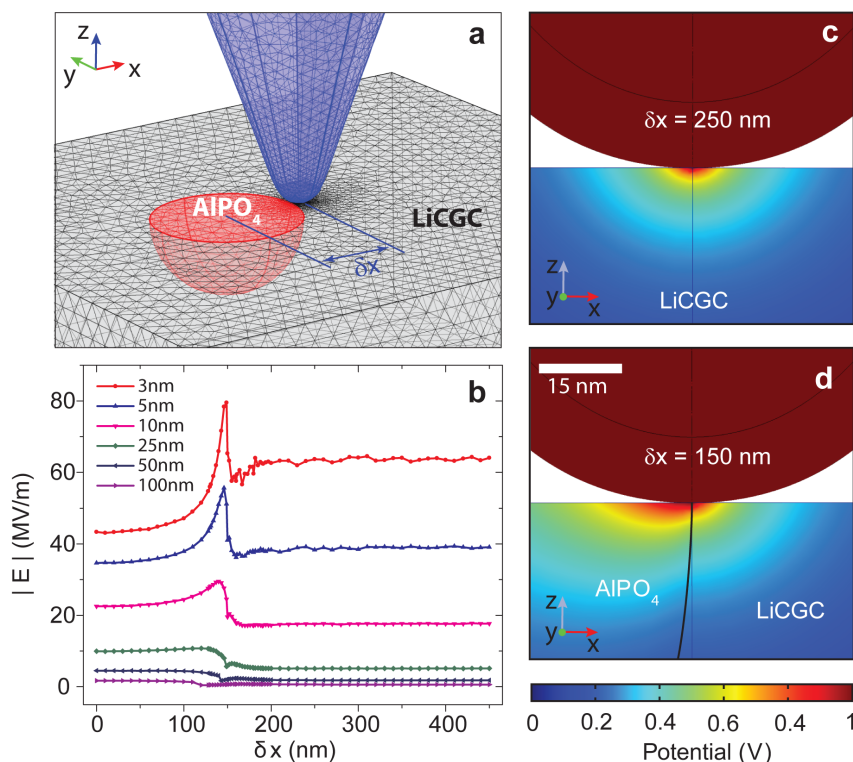 a
z
y
x
AlPO4
LiCGC
δx
b
3nm
5nm
10nm
25nm
50nm
100nm
80
60
40
20
0
| E | (MV/m)
0
100
200
300
400
δx (nm)
c
δx = 250 nm
z
y
x
LiCGC
d
15 nm
δx = 150 nm
AlPO4
LiCGC
z
y
x
0 0.2 0.6 0.4 0.8 1
Potential (V)